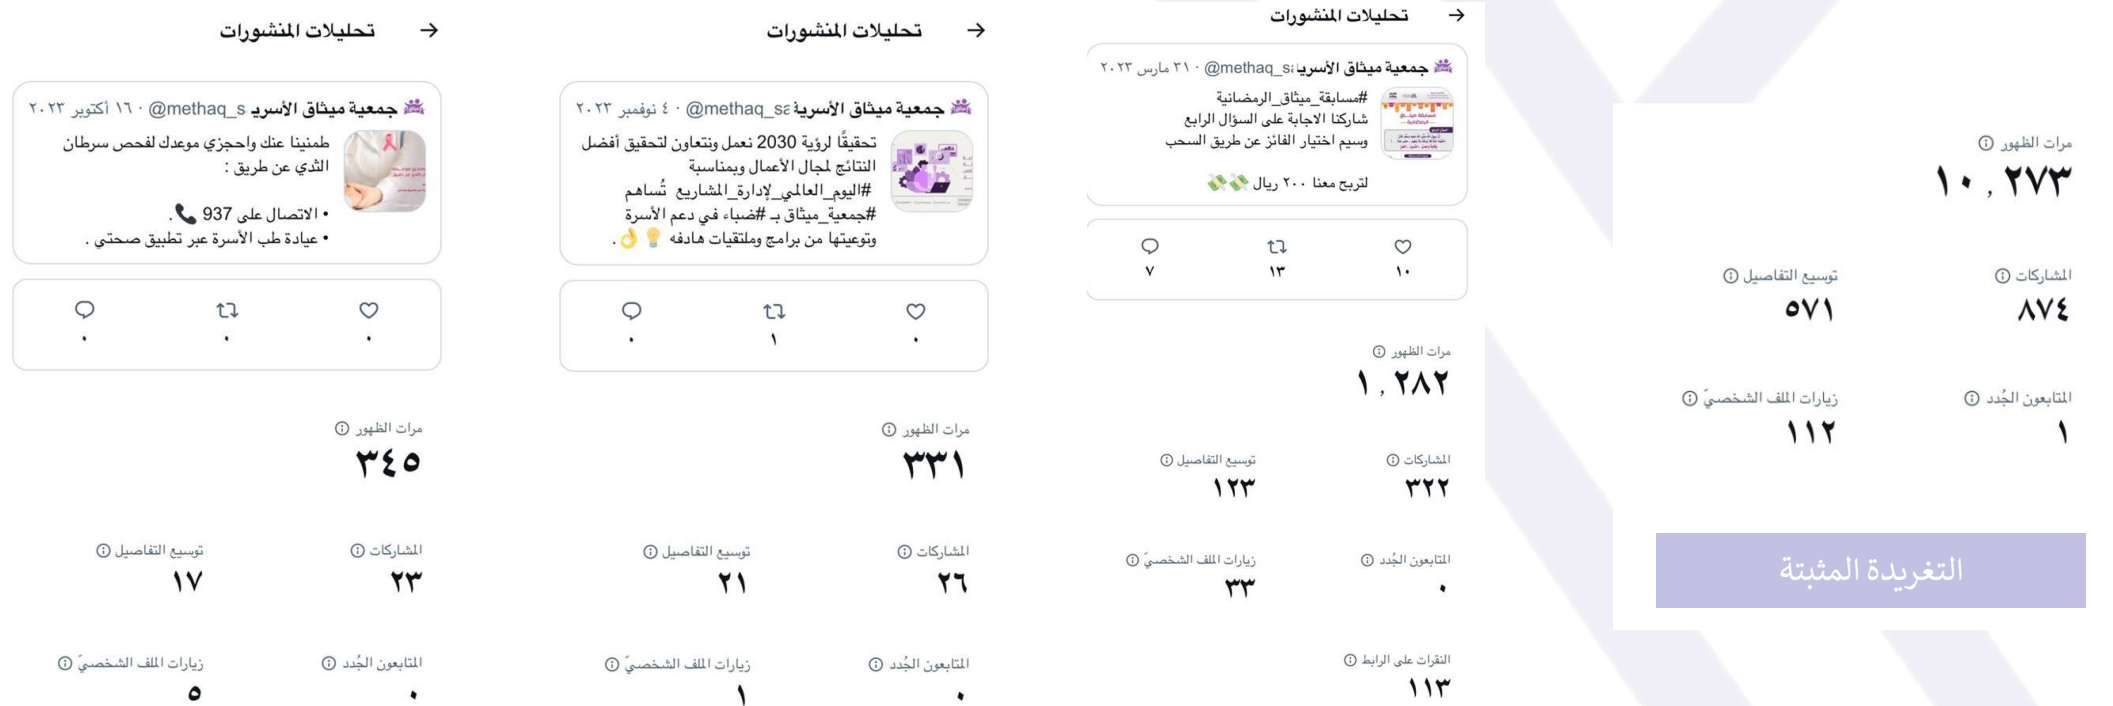 تحليلات المنشورات
جمعية ميثاق الأسرية @methaq_s · ٣١ مارس ٢٠٢٣
#مسابقة_ميثاق_الرمضانية
شاركنا الاجابة على السؤال الرابع
وسيم اختيار الفائز عن طريق السحب
لتربح معنا ٢٠٠ ريال 💸💸
١٠
١٣
٧
مرات الظهور
١,٢٨٢
المشاركات
٣٢٢
توسيع التفاصيل
١٢٣
المتابعون الجُدد
٠
زيارات الملف الشخصيّ
٣٣
النقرات على الرابط
١١٣
مرات الظهور
١٠,٢٧٣
المشاركات
٨٧٤
توسيع التفاصيل
٥٧١
المتابعون الجُدد
١
زيارات الملف الشخصيّ
١١٢
التغريدة المثبتة
تحليلات المنشورات
جمعية ميثاق الأسرية @methaq_sa · ٤ نوفمبر ٢٠٢٣
تحقيقًا لرؤية 2030 نعمل ونتعاون لتحقيق أفضل
النتائج لمجال الأعمال وبمناسبة
#اليوم_العالمي_لإدارة_المشاريع تُساهم
#جمعية_ميثاق بـ #ضباء في دعم الأسرة
وتوعيتها من برامج وملتقيات هادفه 💡👌.
٠
١
٠
مرات الظهور
٣٣١
المشاركات
٢٦
توسيع التفاصيل
٢١
المتابعون الجُدد
٠
زيارات الملف الشخصيّ
١
تحليلات المنشورات
جمعية ميثاق الأسري @methaq_s · ١٦ أكتوبر ٢٠٢٣
طمنينا عنك واحجزي موعدك لفحص سرطان
الثدي عن طريق :
• الاتصال على 937 📞.
• عيادة طب الأسرة عبر تطبيق صحتي .
٠
٠
٠
مرات الظهور
٣٤٥
المشاركات
٢٣
توسيع التفاصيل
١٧
المتابعون الجُدد
٠
زيارات الملف الشخصيّ
٥